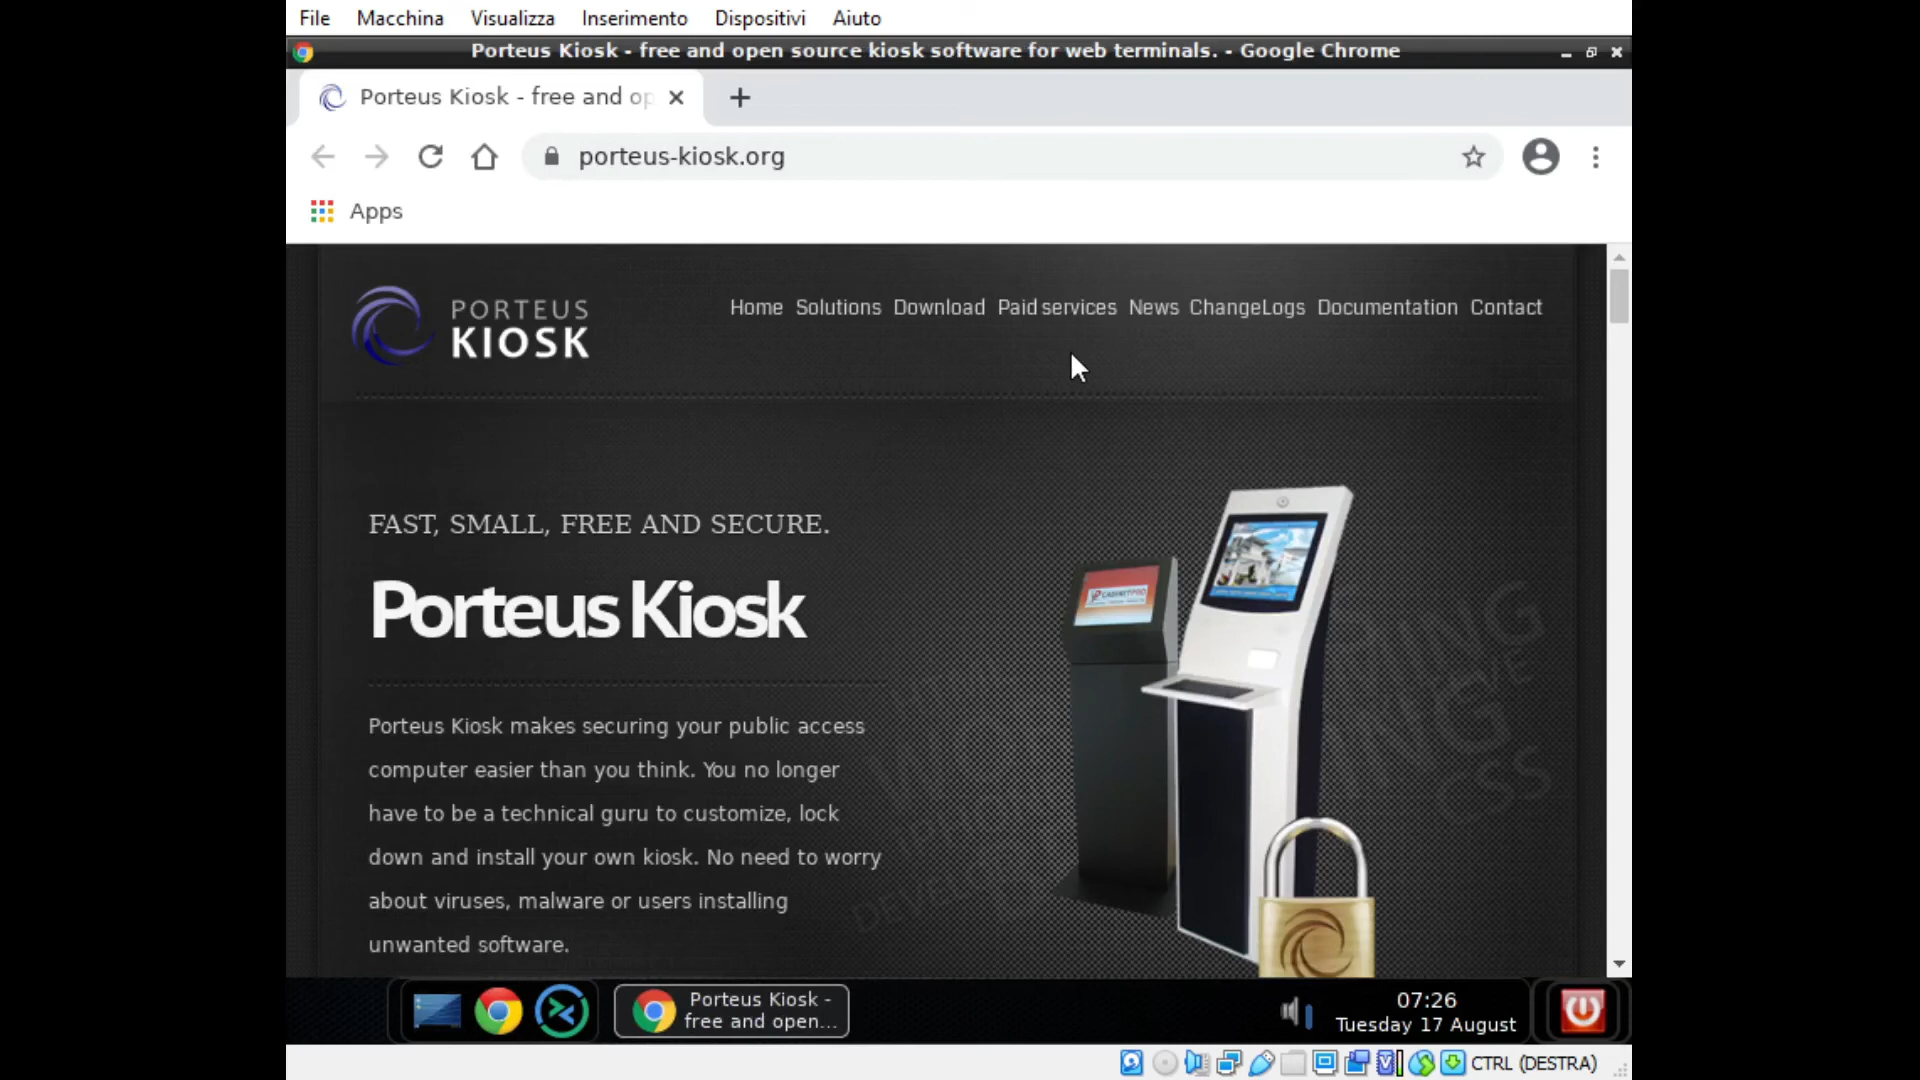 File Macchina Visualizza Inserimento Dispositivi Aiuto
Porteus Kiosk - free and open source kiosk software for web terminals. - Google Chrome
Porteus Kiosk - free and op
porteus-kiosk.org
Apps
PORTEUS
KIOSK
Home Solutions Download Paid services News ChangeLogs Documentation Contact
FAST, SMALL, FREE AND SECURE.
Porteus Kiosk
Porteus Kiosk makes securing your public access
computer easier than you think. You no longer
have to be a technical guru to customize, lock
down and install your own kiosk. No need to worry
about viruses, malware or users installing
unwanted software.
Porteus Kiosk -
free and open...
07:26
Tuesday 17 August
CTRL (DESTRA)